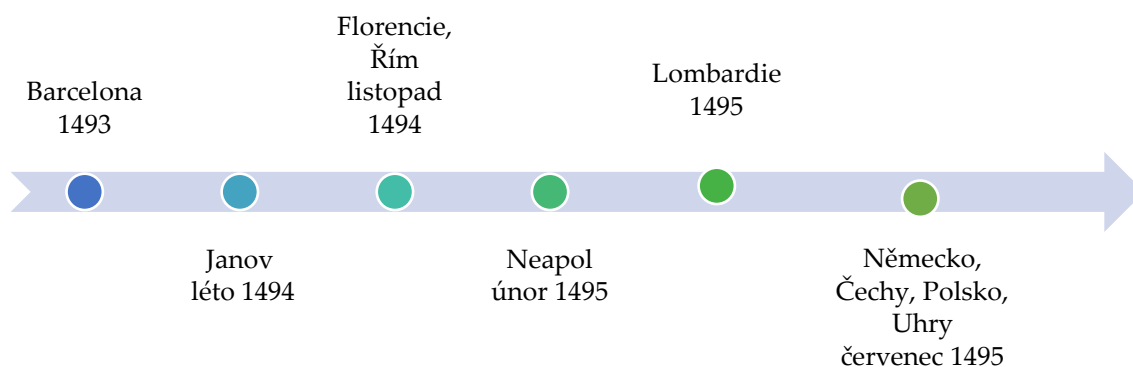 Barcelona
1493
Janov
léto 1494
Florencie,
Řím
listopad
1494
Neapol
únor 1495
Lombardie
1495
Německo,
Čechy, Polsko,
Uhry
červenec 1495